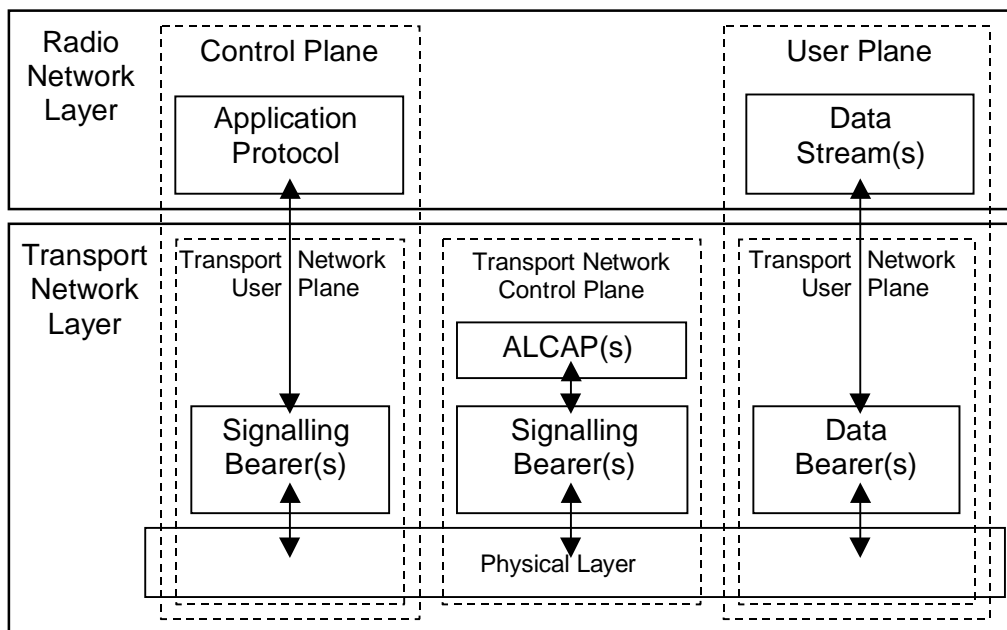 Radio
Network
Layer
Control Plane
Application
Protocol
User Plane
Data
Stream(s)
Transport
Network
Layer
Transport Network
User Plane
Transport Network
Control Plane
ALCAP(s)
Transport Network
User Plane
Signalling
Bearer(s)
Signalling
Bearer(s)
Data
Bearer(s)
Physical Layer